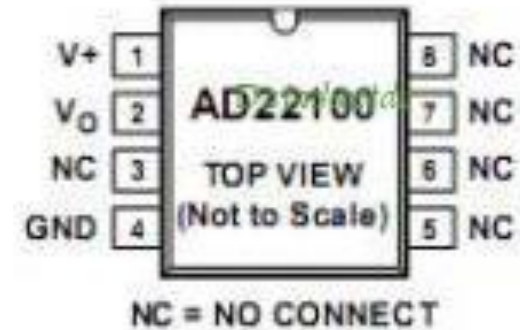 V+ 1 8 NC
VO 2 AD22100 7 NC
NC 3 TOP VIEW 6 NC
GND 4 (Not to Scale) 5 NC
NC = NO CONNECT